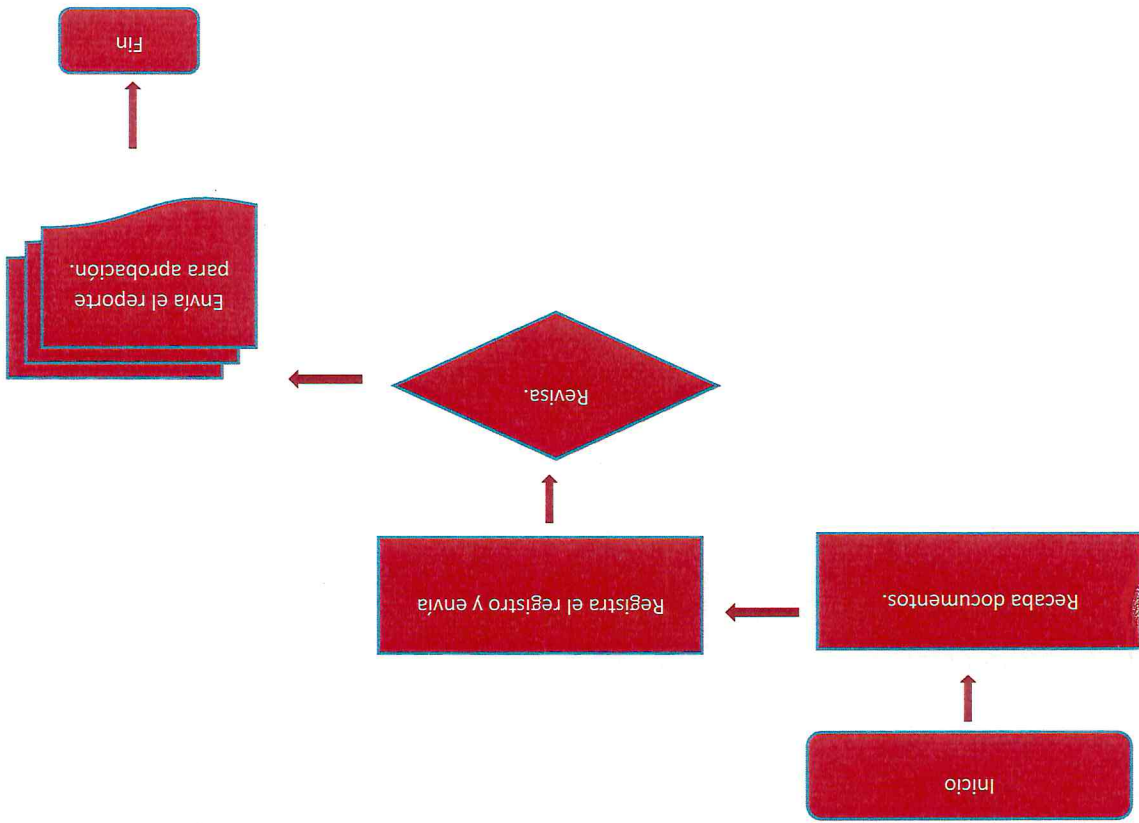 Inicio
Recaba documentos.
Registra el registro y envía
Revisa.
Envía el reporte
para aprobación.
Fin